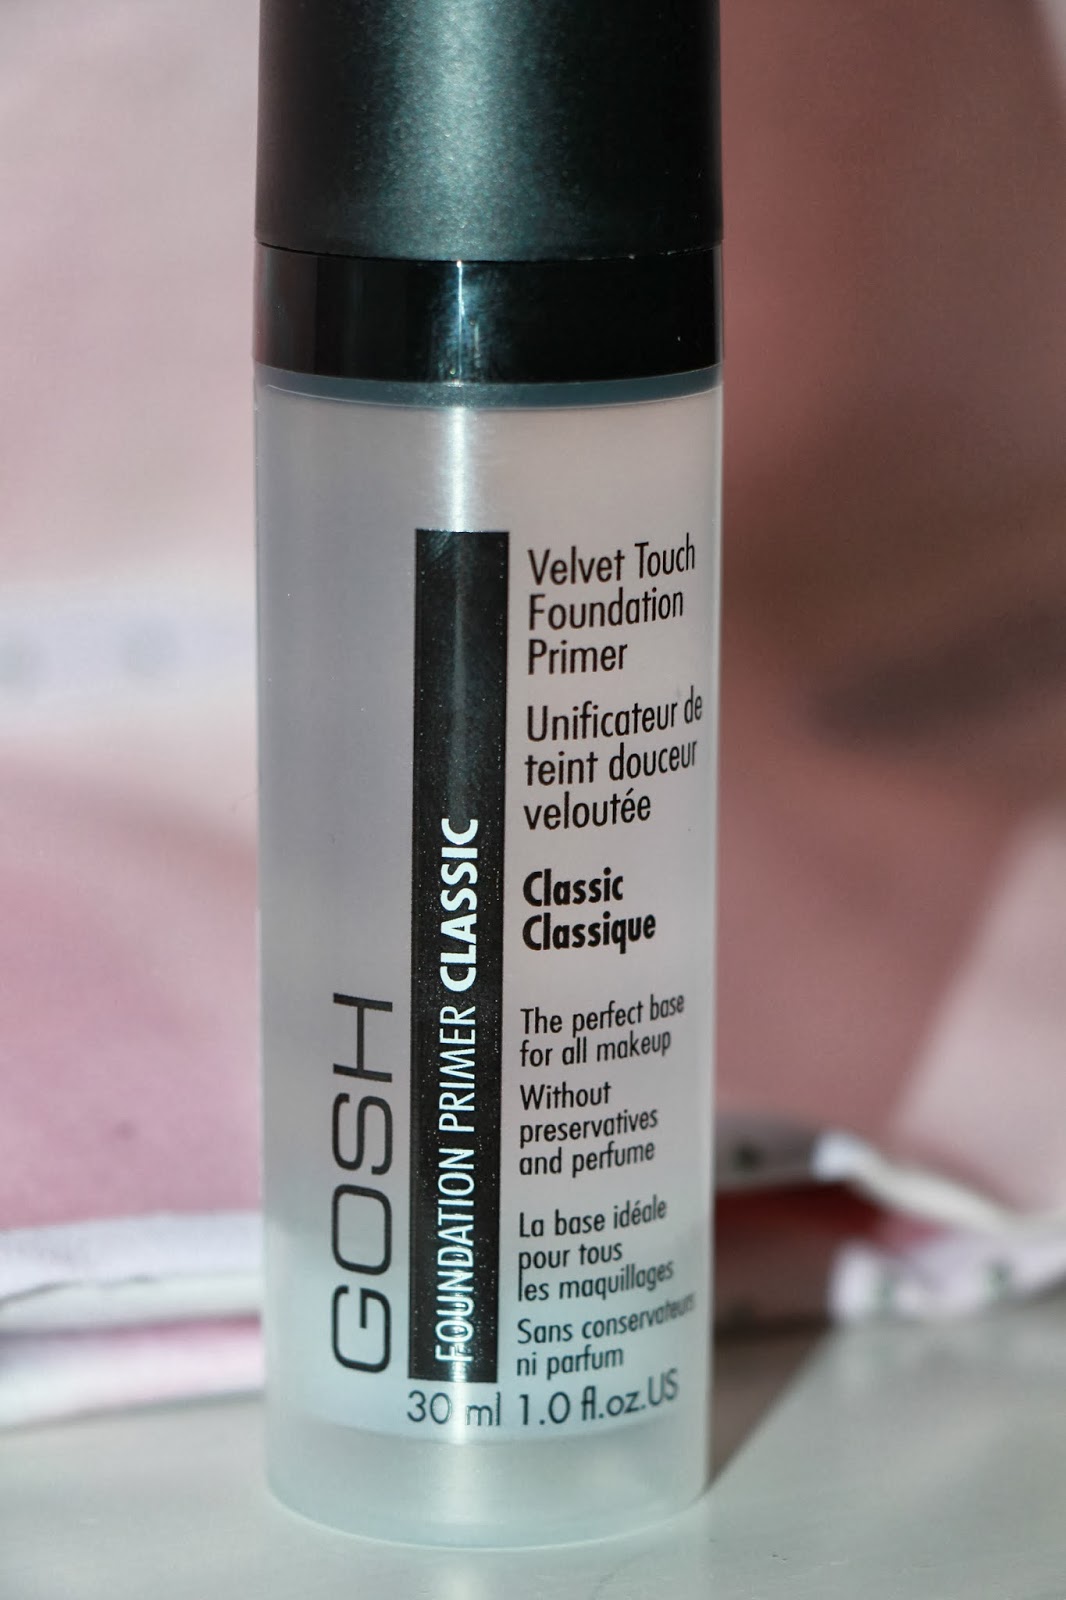 GOSH
FOUNDATION PRIMER CLASSIC
Velvet Touch
Foundation
Primer
Unificateur de
teint douceur
veloutée
Classic
Classique
The perfect base
for all makeup
Without
preservatives
and perfume
La base idéale
pour tous
les maquillages
Sans conservateurs
ni parfum
30 ml 1.0 fl.oz.US